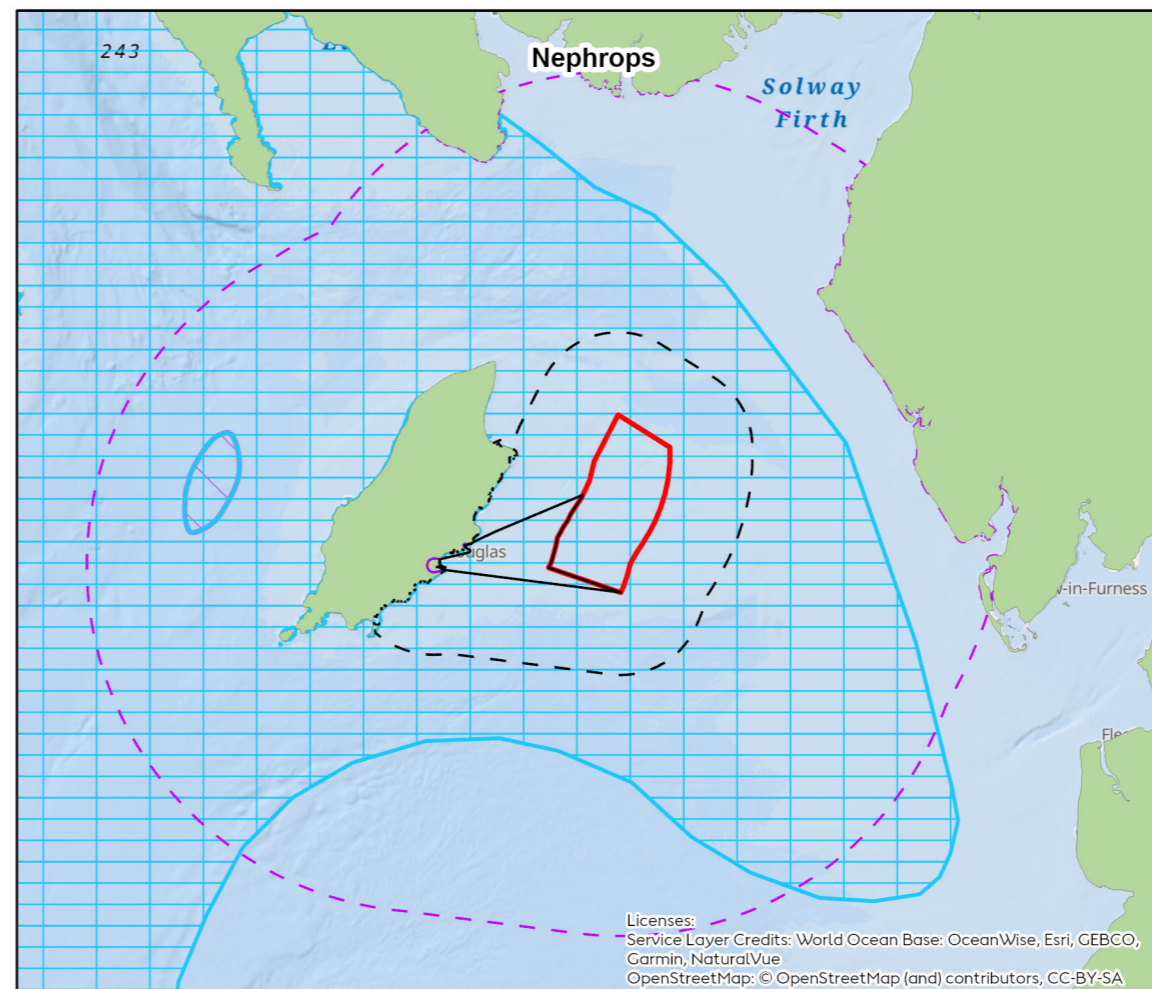 243
Nephrops
Solway
Firth
uglas
-in-Furness
Licenses:
Service Layer Credits: World Ocean Base: OceanWise, Esri, GEBCO,
Garmin, NaturalVue
OpenStreetMap: © OpenStreetMap (and) contributors, CC-BY-SA